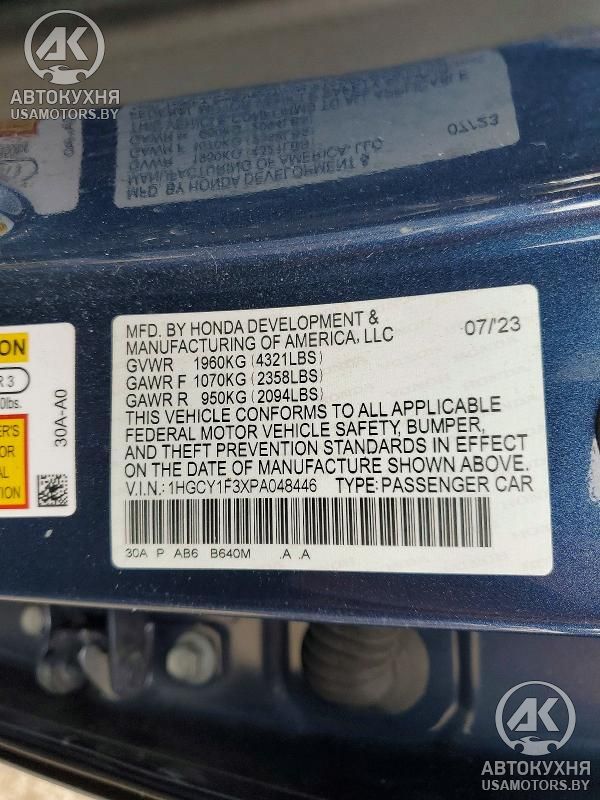 AK
АВТОКУХНЯ
USAMOTORS.BY
MFD. BY HONDA DEVELOPMENT &
MANUFACTURING OF AMERICA, LLC
07/'23
GVWR 1960KG (4321LBS)
GAWR F 1070KG (2358LBS)
GAWR R 950KG (2094LBS)
THIS VEHICLE CONFORMS TO ALL APPLICABLE
FEDERAL MOTOR VEHICLE SAFETY, BUMPER,
AND THEFT PREVENTION STANDARDS IN EFFECT
ON THE DATE OF MANUFACTURE SHOWN ABOVE.
V.I.N.: 1HGCY1F3XPA048446 TYPE: PASSENGER CAR
30A P AB6 B640M .A .A
30A-A0
AK
АВТОКУХНЯ
USAMOTORS.BY